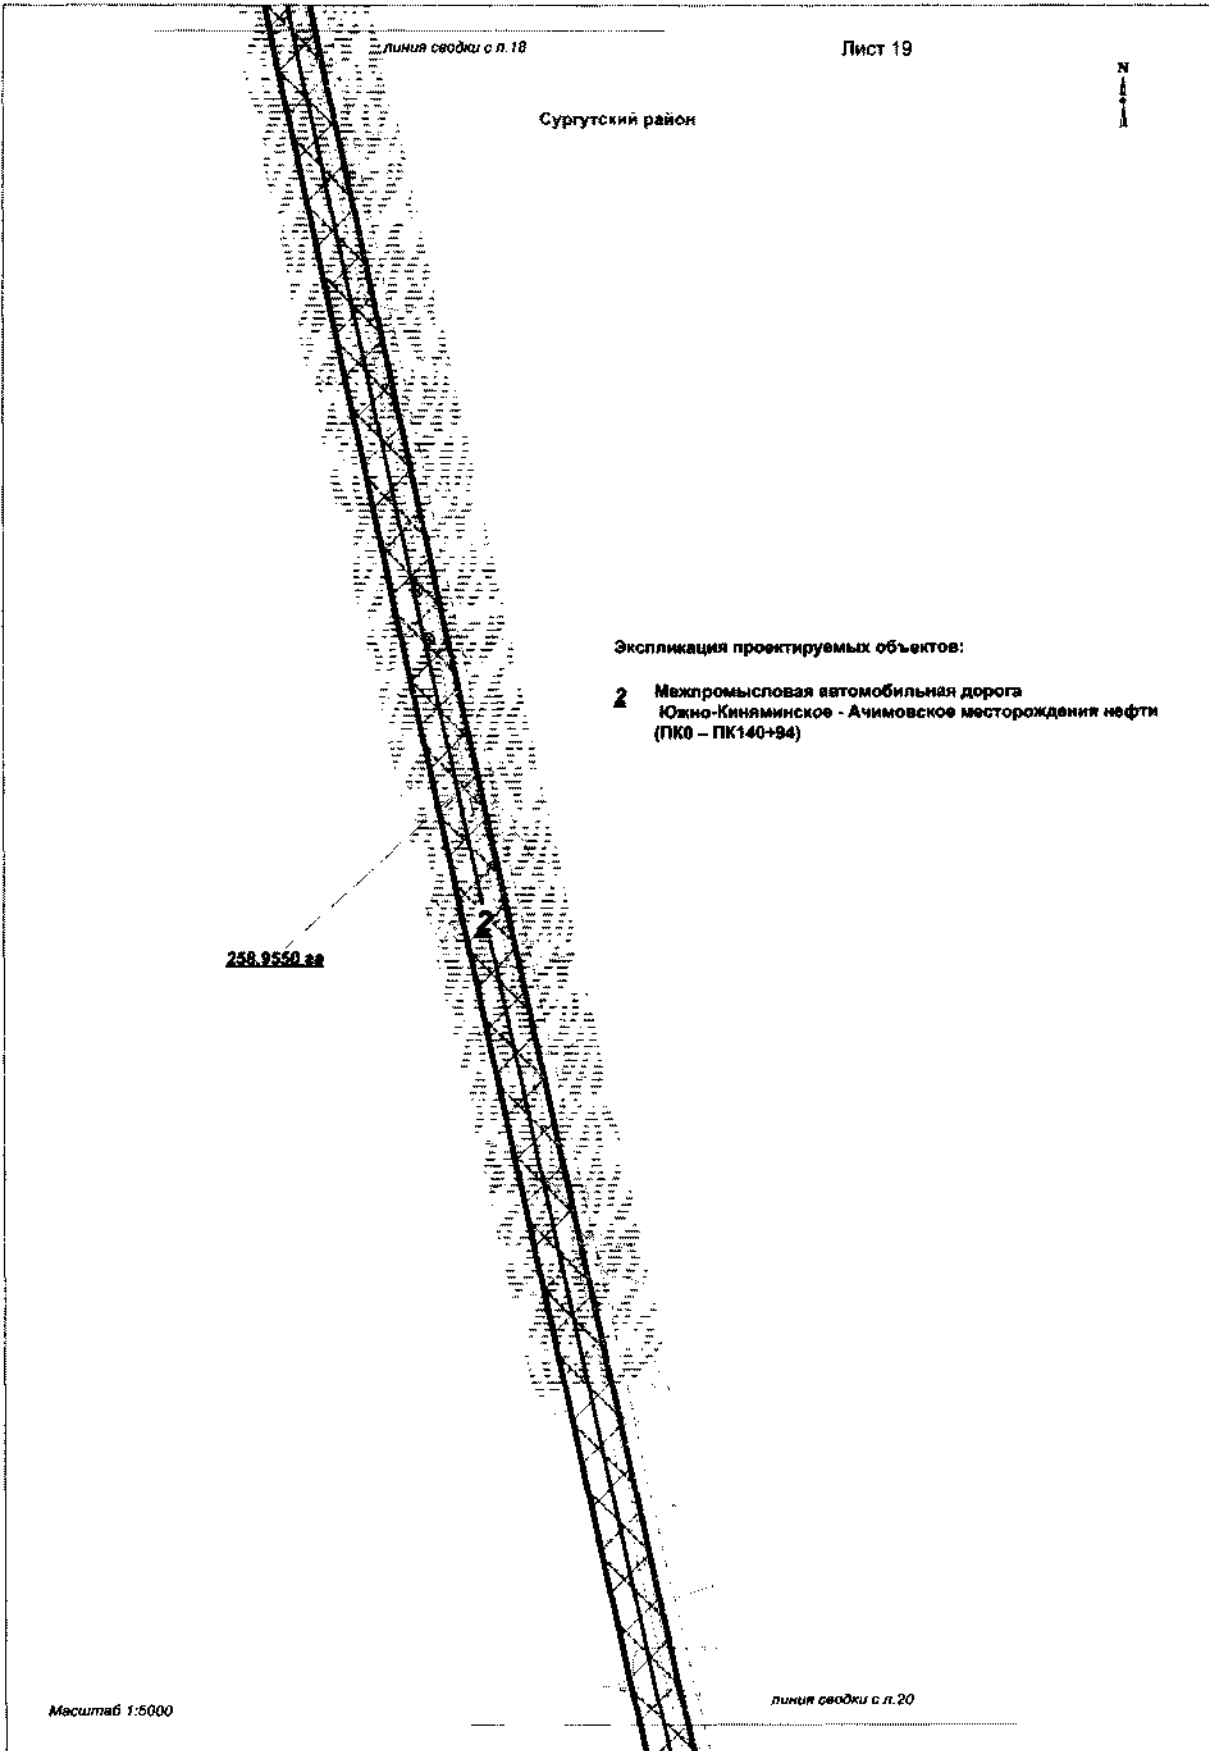 линия сводки с л.18
Лист 19
N
Сургутский район
Экспликация проектируемых объектов:
2 Межпромысловая автомобильная дорога
Южно-Киняминское - Ачимовское месторождения нефти
(ПК0 – ПК140+94)
2
258.9550 га
Масштаб 1:5000
линия сводки с л.20